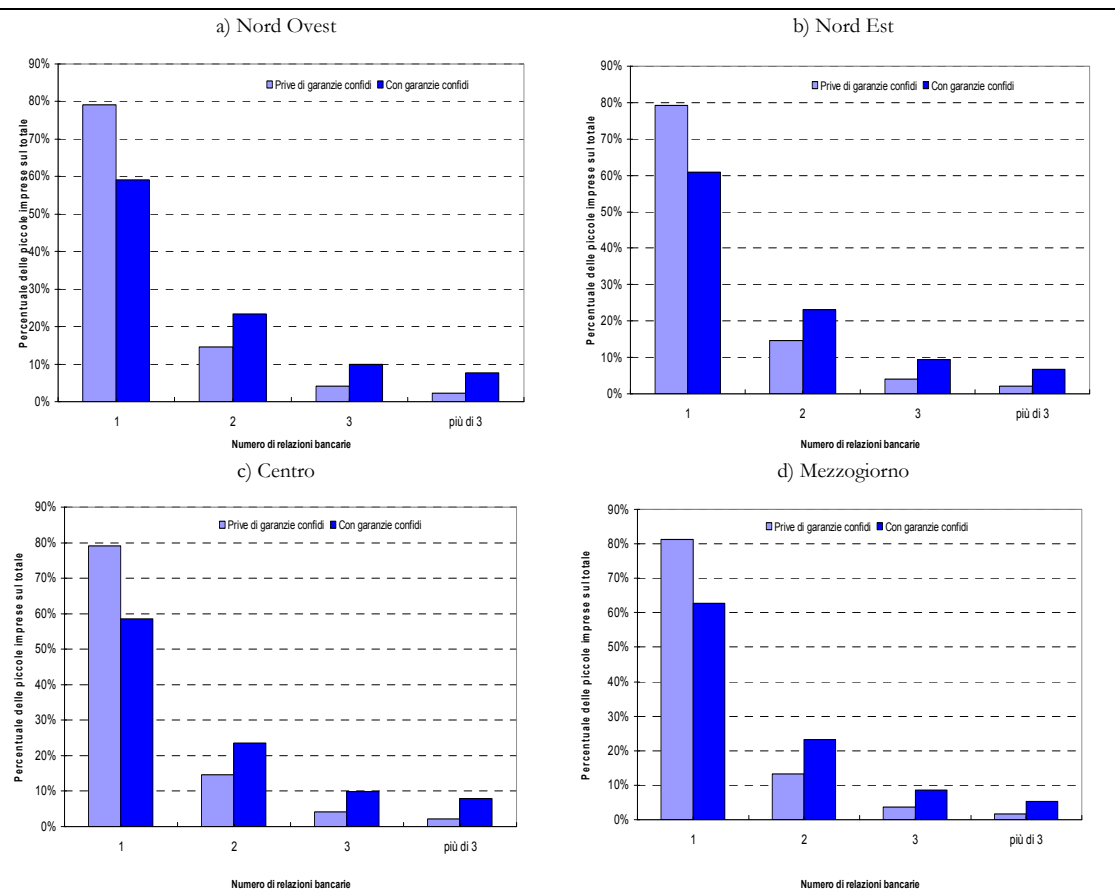 a) Nord Ovest
Percentuale delle piccole imprese sul totale
90%
80%
70%
60%
50%
40%
30%
20%
10%
0%
Prive di garanzie confidi Con garanzie confidi
1 2 3 più di 3
Numero di relazioni bancarie
b) Nord Est
Percentuale delle piccole imprese sul totale
90%
80%
70%
60%
50%
40%
30%
20%
10%
0%
Prive di garanzie confidi Con garanzie confidi
1 2 3 più di 3
Numero di relazioni bancarie
c) Centro
Percentuale delle piccole imprese sul totale
90%
80%
70%
60%
50%
40%
30%
20%
10%
0%
Prive di garanzie confidi Con garanzie confidi
1 2 3 più di 3
Numero di relazioni bancarie
d) Mezzogiorno
Percentuale delle piccole imprese sul totale
90%
80%
70%
60%
50%
40%
30%
20%
10%
0%
Prive di garanzie confidi Con garanzie confidi
1 2 3 più di 3
Numero di relazioni bancarie